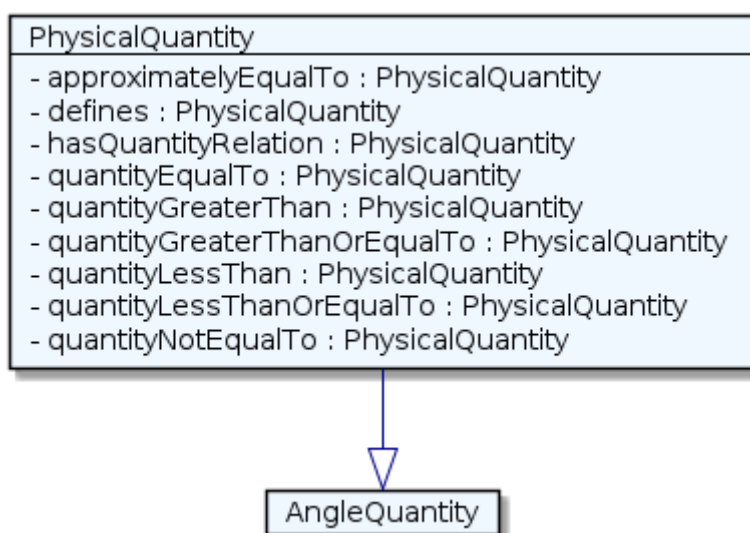 PhysicalQuantity
- approximatelyEqualTo : PhysicalQuantity
- defines : PhysicalQuantity
- hasQuantityRelation : PhysicalQuantity
- quantityEqualTo : PhysicalQuantity
- quantityGreaterThan : PhysicalQuantity
- quantityGreaterThanOrEqualTo : PhysicalQuantity
- quantityLessThan : PhysicalQuantity
- quantityLessThanOrEqualTo : PhysicalQuantity
- quantityNotEqualTo : PhysicalQuantity
AngleQuantity